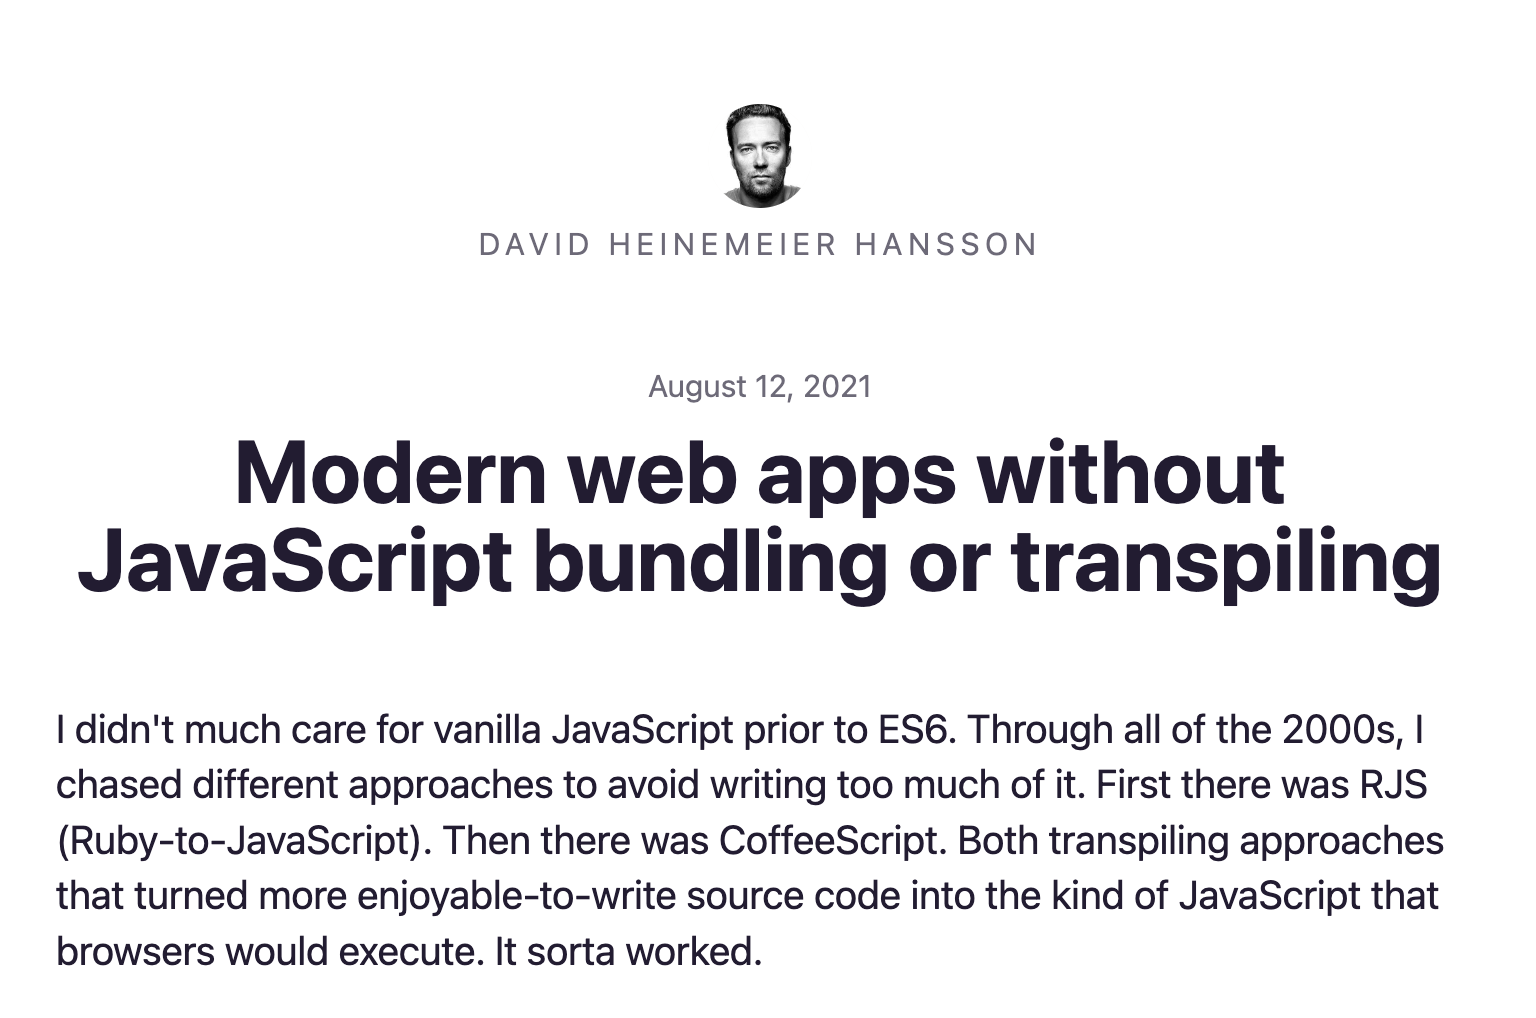 DAVID HEINEMEIER HANSSON
August 12, 2021
Modern web apps without
JavaScript bundling or transpiling
I didn't much care for vanilla JavaScript prior to ES6. Through all of the 2000s, I
chased different approaches to avoid writing too much of it. First there was RJS
(Ruby-to-JavaScript). Then there was CoffeeScript. Both transpiling approaches
that turned more enjoyable-to-write source code into the kind of JavaScript that
browsers would execute. It sorta worked.